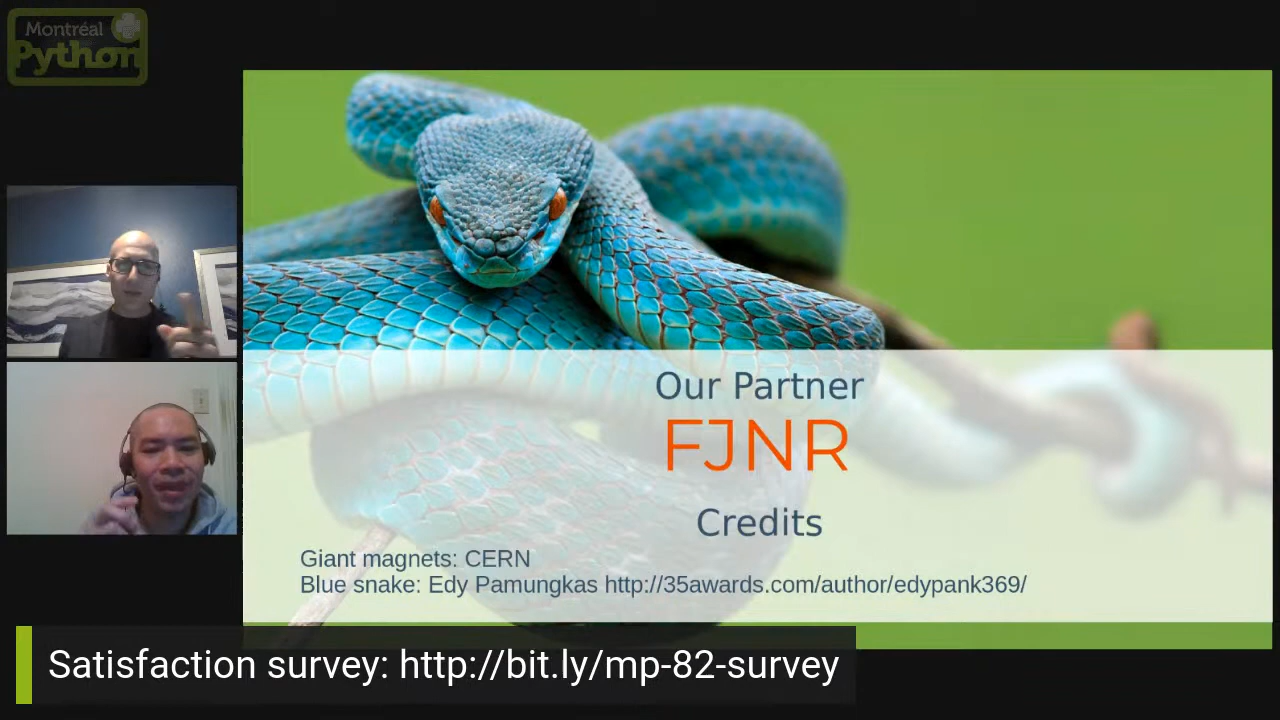 Montréal
Python
Our Partner
FJNR
Credits
Giant magnets: CERN
Blue snake: Edy Pamungkas http://35awards.com/author/edypank369/
Satisfaction survey: http://bit.ly/mp-82-survey